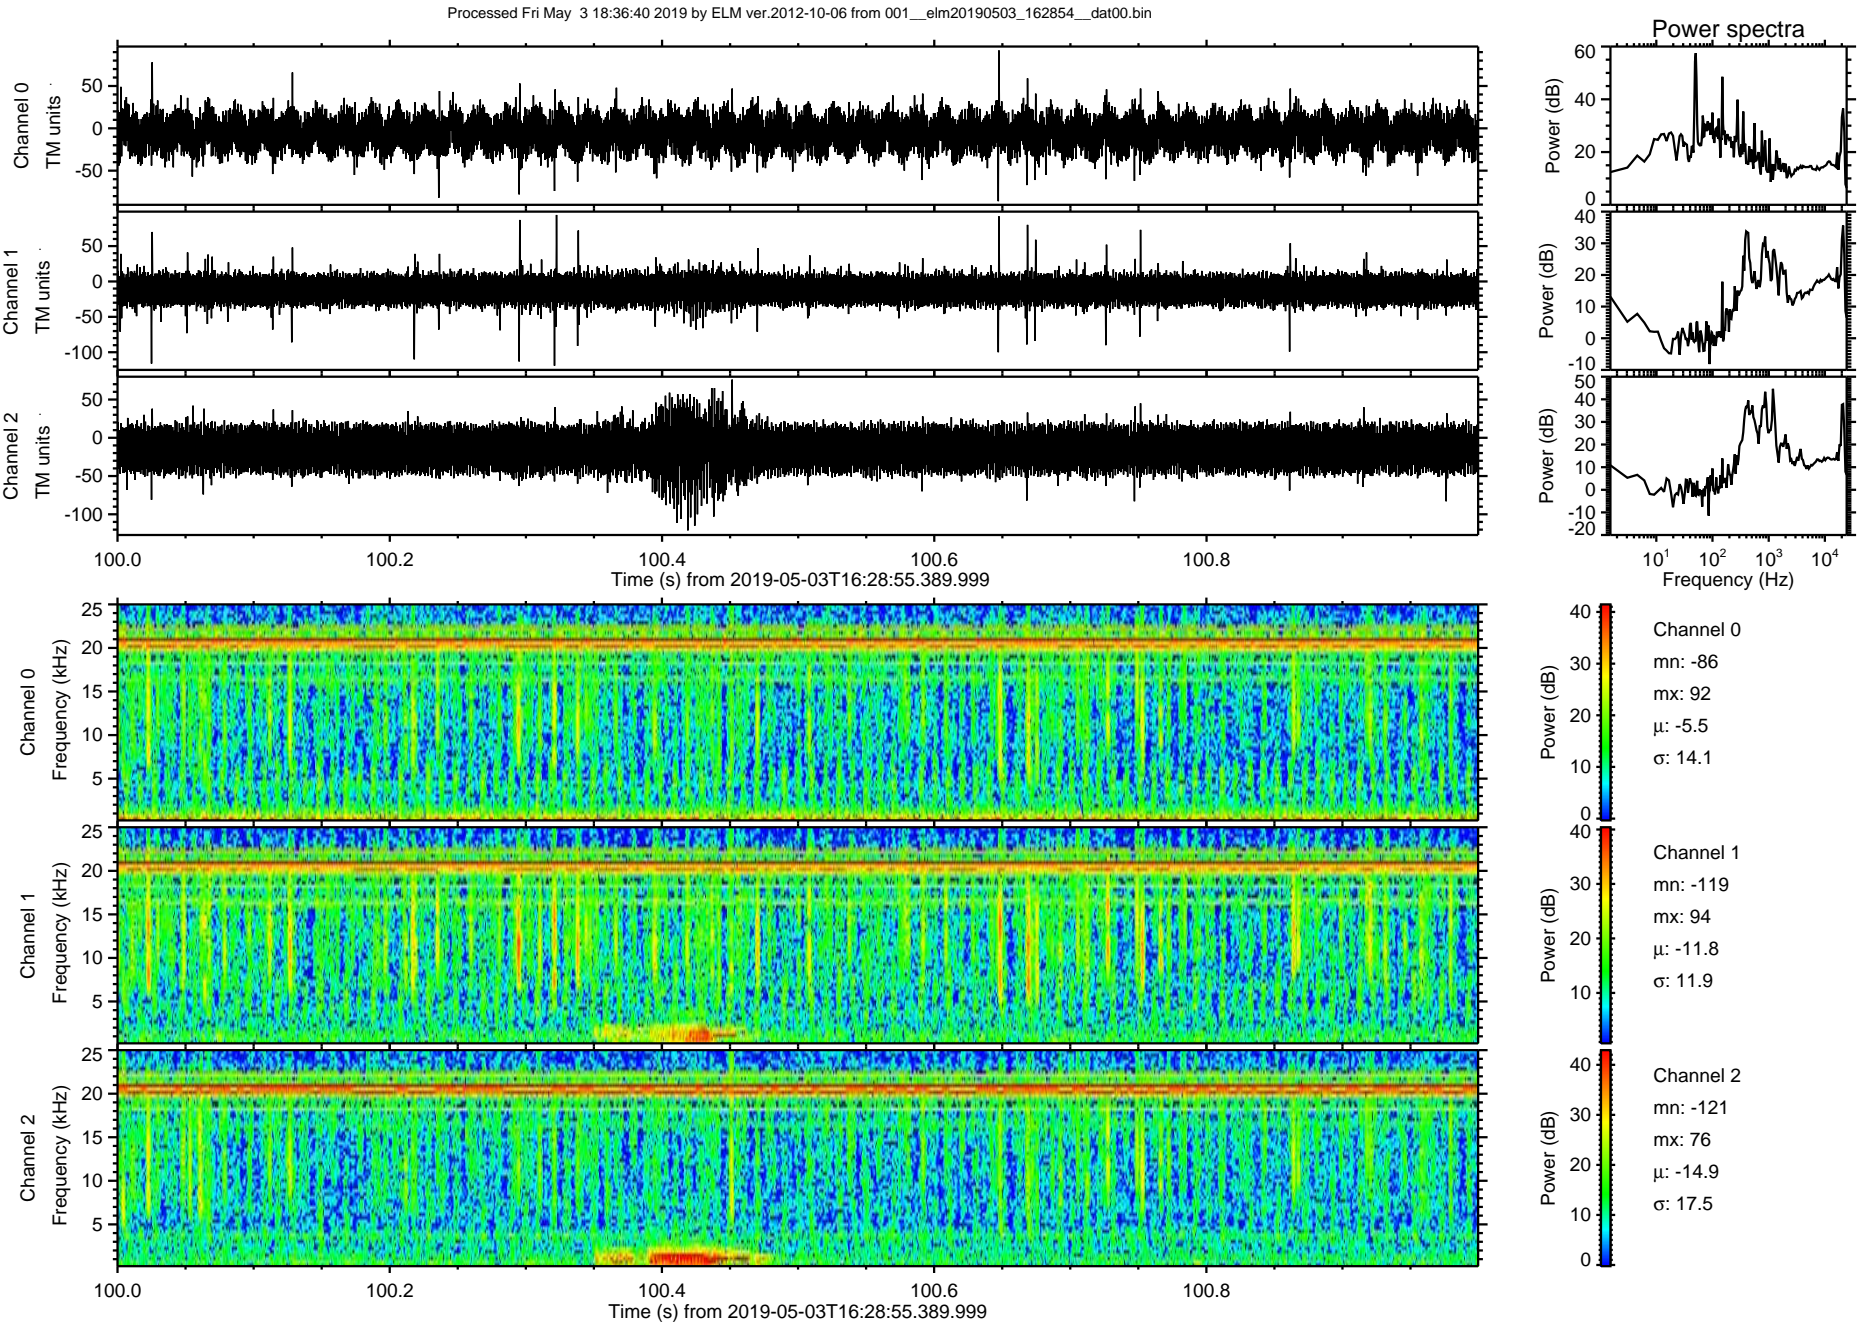 Processed Fri May  3 18:36:40 2019 by ELM ver.2012-10-06 from 001__elm20190503_162854__dat00.bin
Power spectra
Channel 0
TM units
50
0
-50
Power (dB)
60
40
20
0
Channel 1
TM units
50
0
-50
-100
Power (dB)
40
30
20
10
0
-10
Channel 2
TM units
50
0
-50
-100
Power (dB)
50
40
30
20
10
0
-10
-20
100.0 100.2 100.4 100.6 100.8
Time (s) from 2019-05-03T16:28:55.389.999
10¹ 10² 10³ 10⁴
Frequency (Hz)
Channel 0
Frequency (kHz)
25
20
15
10
5
Power (dB)
40
30
20
10
0
Channel 0
mn: -86
mx: 92
μ: -5.5
σ: 14.1
Channel 1
Frequency (kHz)
25
20
15
10
5
Power (dB)
40
30
20
10
Channel 1
mn: -119
mx: 94
μ: -11.8
σ: 11.9
Channel 2
Frequency (kHz)
25
20
15
10
5
Power (dB)
40
30
20
10
0
Channel 2
mn: -121
mx: 76
μ: -14.9
σ: 17.5
100.0 100.2 100.4 100.6 100.8
Time (s) from 2019-05-03T16:28:55.389.999